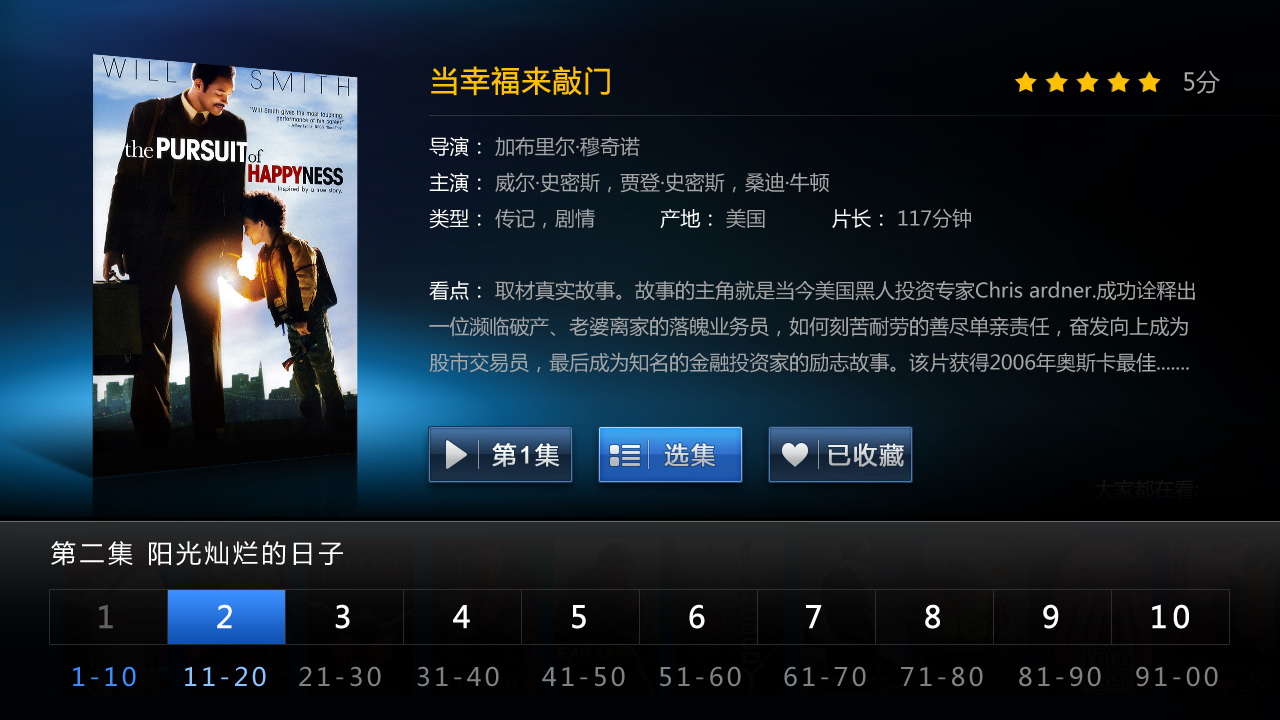 WILL SMITH
"Will Smith gives his most touching
performance of his career"
the PURSUIT of
HAPPYNESS
Inspired by a true story.
当幸福来敲门
5分
导演： 加布里尔·穆奇诺
主演： 威尔·史密斯，贾登·史密斯，桑迪·牛顿
类型： 传记，剧情 产地： 美国 片长： 117分钟
看点： 取材真实故事。故事的主角就是当今美国黑人投资专家Chris ardner.成功诠释出
一位濒临破产、老婆离家的落魄业务员，如何刻苦耐劳的善尽单亲责任，奋发向上成为
股市交易员，最后成为知名的金融投资家的励志故事。该片获得2006年奥斯卡最佳.......
第1集 选集 已收藏
大家都在看:
第二集 阳光灿烂的日子
1 2 3 4 5 6 7 8 9 10
1-10 11-20 21-30 31-40 41-50 51-60 61-70 71-80 81-90 91-00